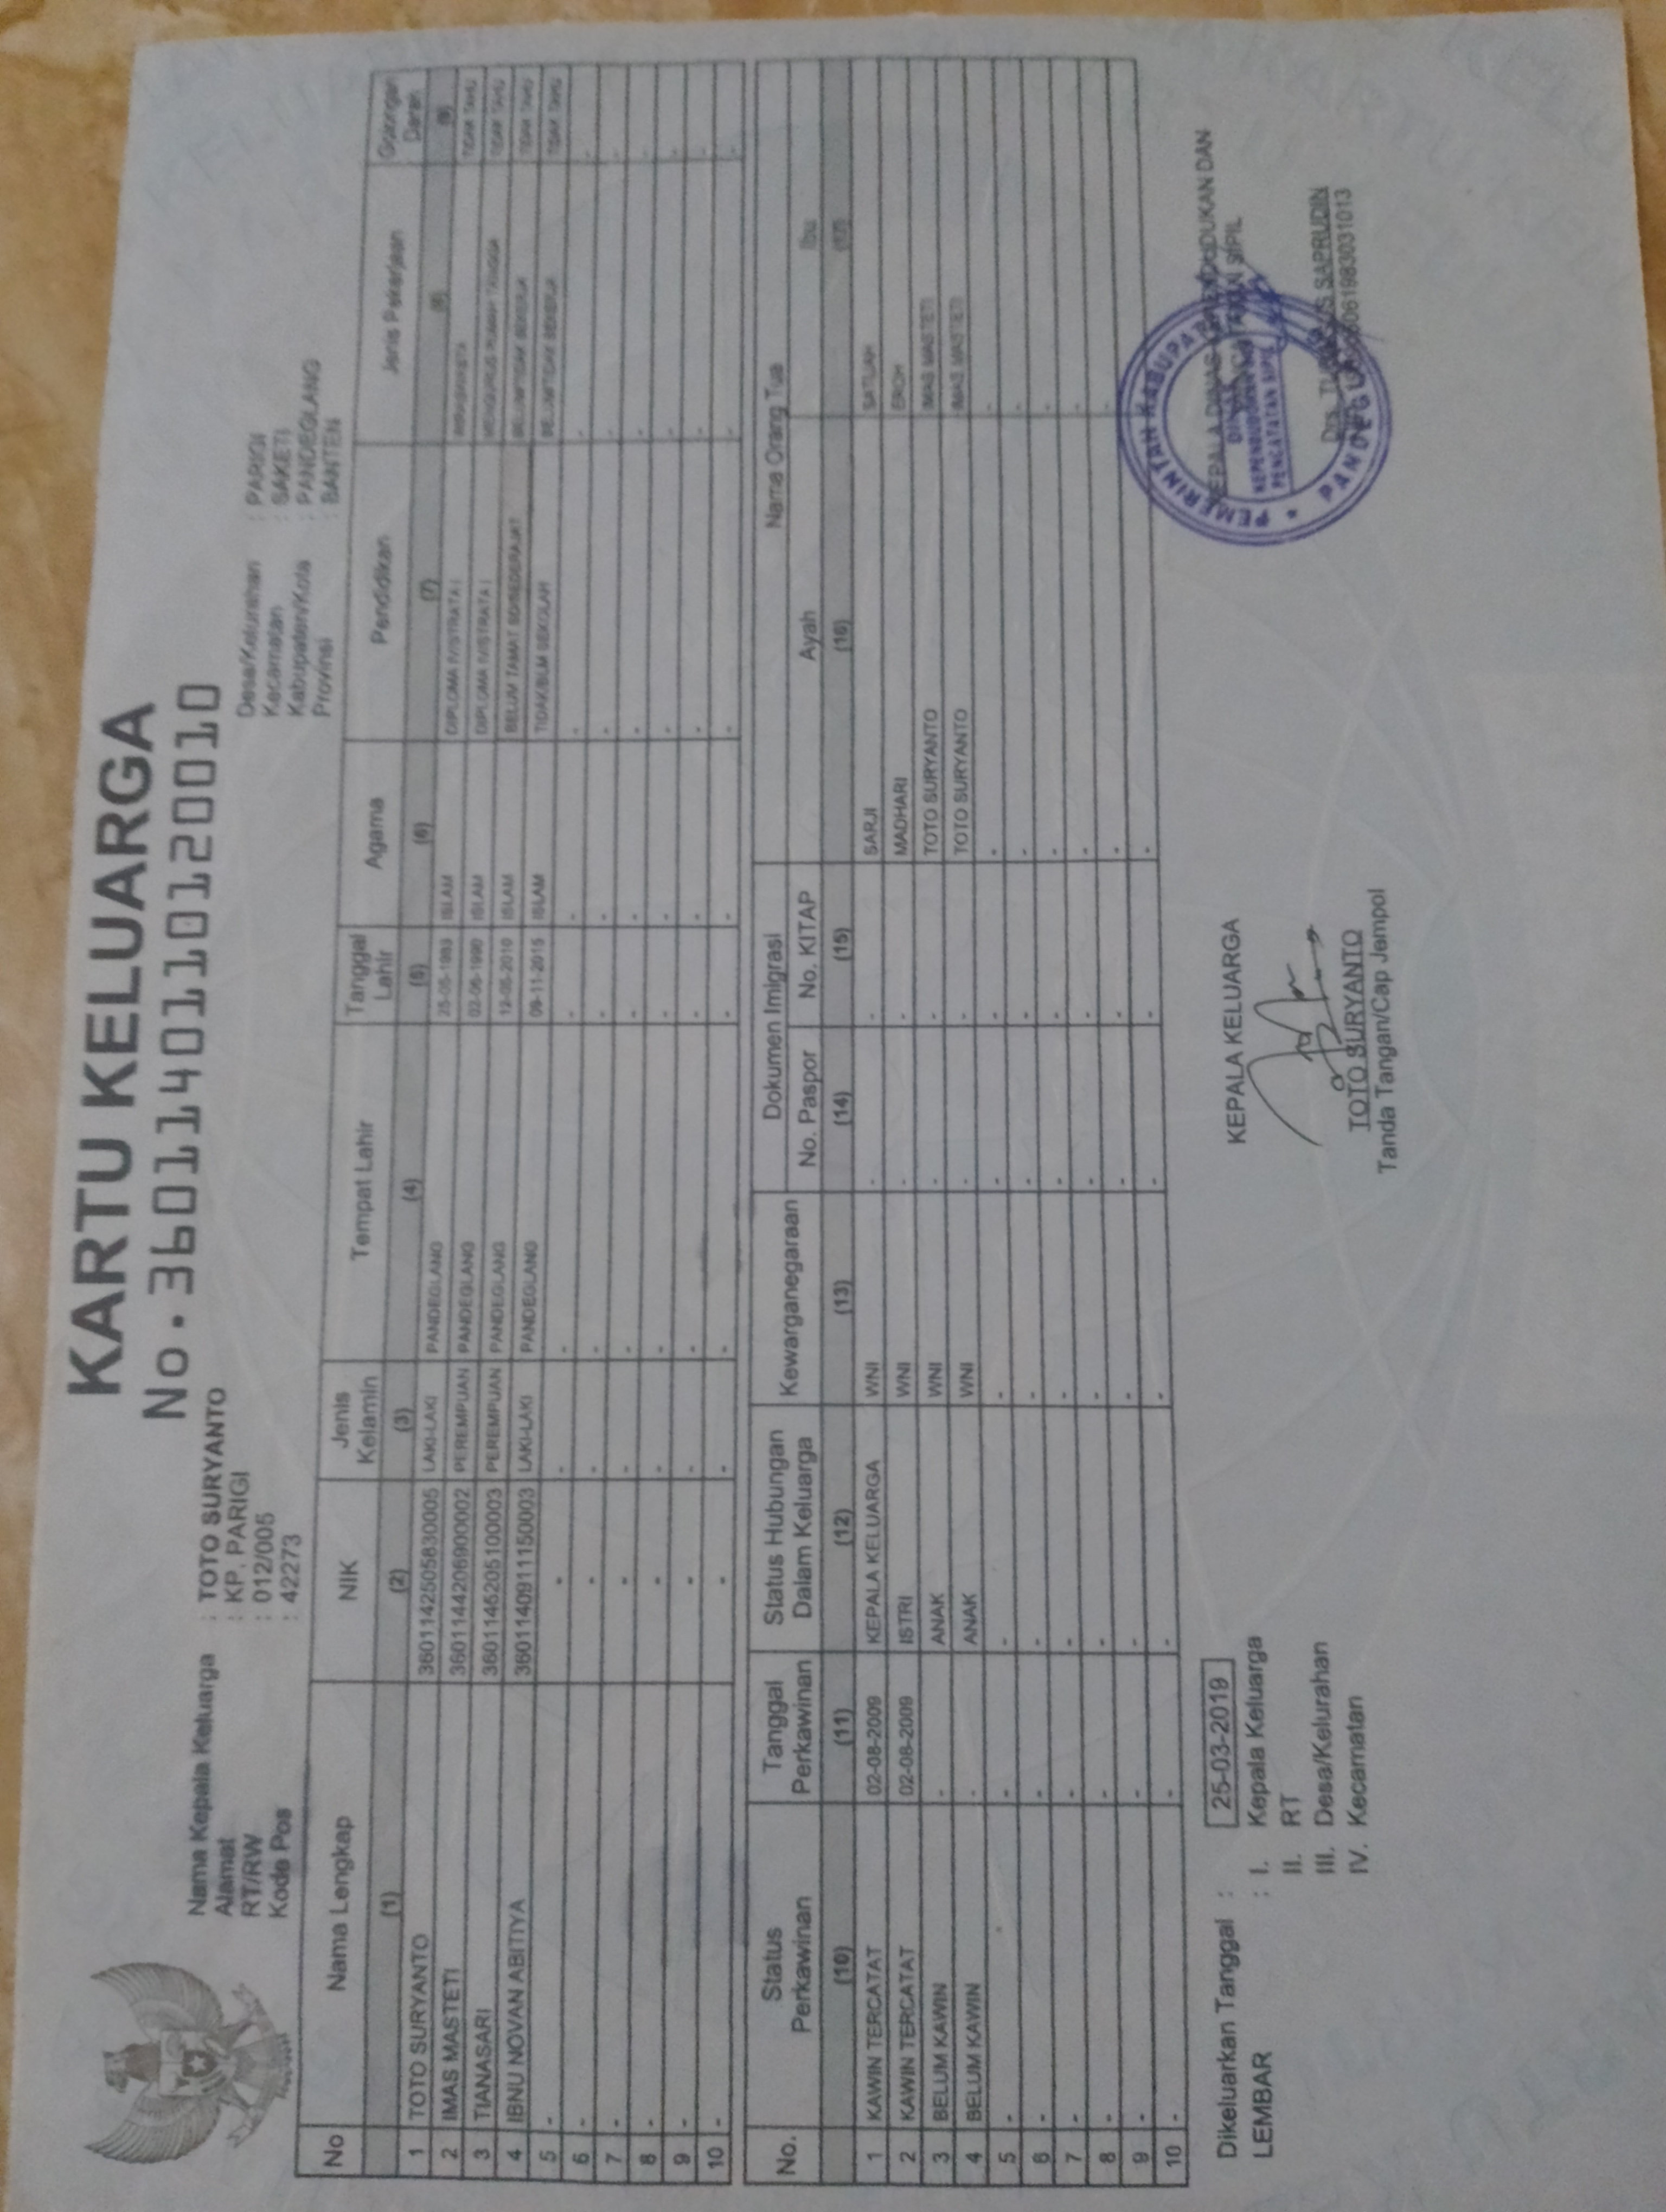 KARTU KELUARGA
No. 3601140110120010
Nama Kepala Keluarga : TOTO SURYANTO
Alamat : KP. PARIGI
RT/RW : 012/005
Kode Pos : 42273
Desa/Kelurahan : PARIGI
Kecamatan : SAKETI
Kabupaten/Kota : PANDEGLANG
Provinsi : BANTEN
No Nama Lengkap NIK Jenis Kelamin Tempat Lahir Tanggal Lahir Agama Pendidikan Jenis Pekerjaan Golongan Darah
(1) (2) (3) (4) (5) (6) (7) (8) (9)
1 TOTO SURYANTO 3601142505830005 LAKI-LAKI PANDEGLANG 25-05-1983 ISLAM DIPLOMA IV/STRATA I WIRASWASTA TIDAK TAHU
2 IMAS MASTETI 3601144206900002 PEREMPUAN PANDEGLANG 02-06-1990 ISLAM DIPLOMA IV/STRATA I MENGURUS RUMAH TANGGA TIDAK TAHU
3 TIANASARI 3601145205100003 PEREMPUAN PANDEGLANG 12-05-2010 ISLAM BELUM TAMAT SD/SEDERAJAT BELUM/TIDAK BEKERJA TIDAK TAHU
4 IBNU NOVAN ABITIYA 3601140911150003 LAKI-LAKI PANDEGLANG 09-11-2015 ISLAM TIDAK/BLM SEKOLAH BELUM/TIDAK BEKERJA TIDAK TAHU
5 - - - - - - - - -
6 - - - - - - - - -
7 - - - - - - - - -
8 - - - - - - - - -
9 - - - - - - - - -
10 - - - - - - - - -
No. Status Perkawinan Tanggal Perkawinan Status Hubungan Dalam Keluarga Kewarganegaraan Dokumen Imigrasi Nama Orang Tua
No. Paspor No. KITAP Ayah Ibu
(10) (11) (12) (13) (14) (15) (16) (17)
1 KAWIN TERCATAT 02-08-2009 KEPALA KELUARGA WNI - - SARJI SATUAH
2 KAWIN TERCATAT 02-08-2009 ISTRI WNI - - MADHARI EROH
3 BELUM KAWIN - ANAK WNI - - TOTO SURYANTO IMAS MASTETI
4 BELUM KAWIN - ANAK WNI - - TOTO SURYANTO IMAS MASTETI
5 - - - - - - - -
6 - - - - - - - -
7 - - - - - - - -
8 - - - - - - - -
9 - - - - - - - -
10 - - - - - - - -
Dikeluarkan Tanggal : 25-03-2019
LEMBAR : I. Kepala Keluarga
II. RT
III. Desa/Kelurahan
IV. Kecamatan
KEPALA KELUARGA
TOTO SURYANTO
Tanda Tangan/Cap Jempol
KEPALA DINAS KEPENDUDUKAN DAN
PENCATATAN SIPIL
PEMERINTAH KABUPATEN
DINAS
KEPENDUDUKAN DAN
PENCATATAN SIPIL
PANDEGLANG
SAPRUDIN